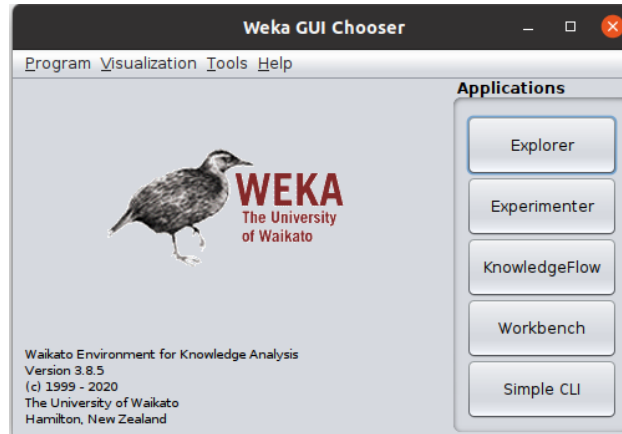 Weka GUI Chooser
Program Visualization Tools Help
Applications
Explorer
Experimenter
KnowledgeFlow
Workbench
Simple CLI
WEKA
The University
of Waikato
Waikato Environment for Knowledge Analysis
Version 3.8.5
(c) 1999 - 2020
The University of Waikato
Hamilton, New Zealand